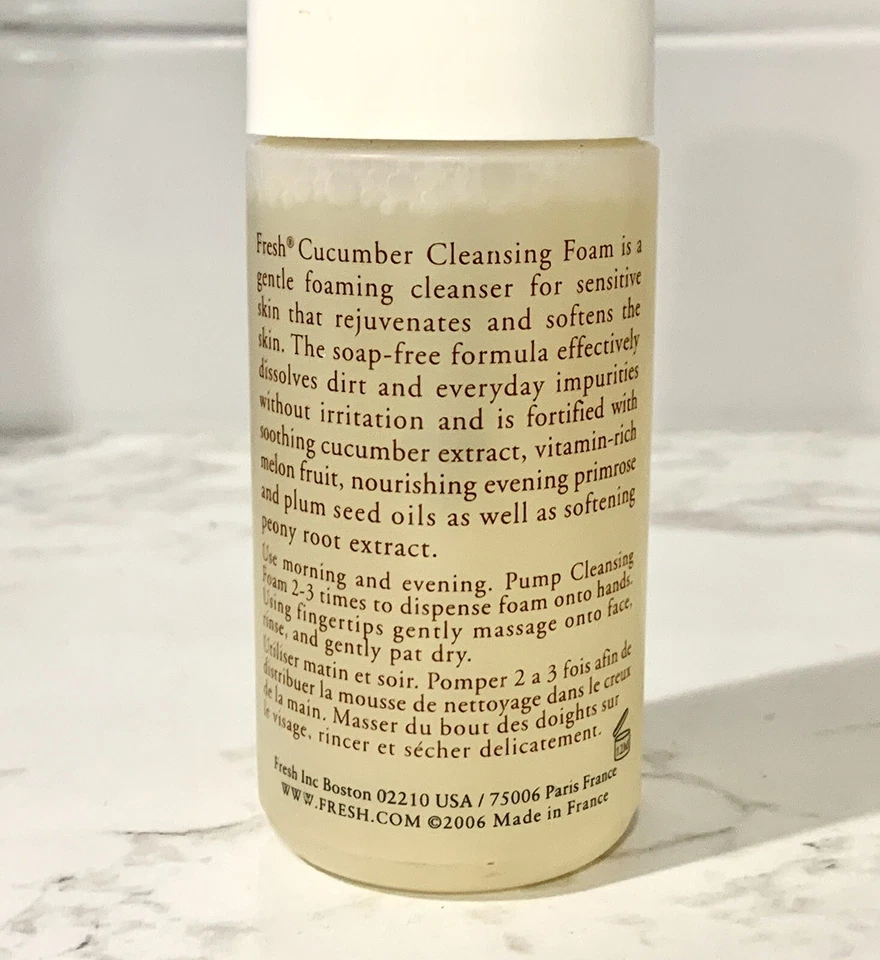 Fresh® Cucumber Cleansing Foam is a
gentle foaming cleanser for sensitive
skin that rejuvenates and softens the
skin. The soap-free formula effectively
dissolves dirt and everyday impurities
without irritation and is fortified with
soothing cucumber extract, vitamin-rich
melon fruit, nourishing evening primrose
and plum seed oils as well as softening
peony root extract.
Use morning and evening. Pump Cleansing
Foam 2-3 times to dispense foam onto hands.
Using fingertips gently massage onto face,
rinse, and gently pat dry.
Utiliser matin et soir. Pomper 2 a 3 fois afin de
distribuer la mousse de nettoyage dans le creux
de la main. Masser du bout des doights sur
le visage, rincer et sécher delicatement.
Fresh Inc Boston 02210 USA / 75006 Paris France
WWW.FRESH.COM ©2006 Made in France